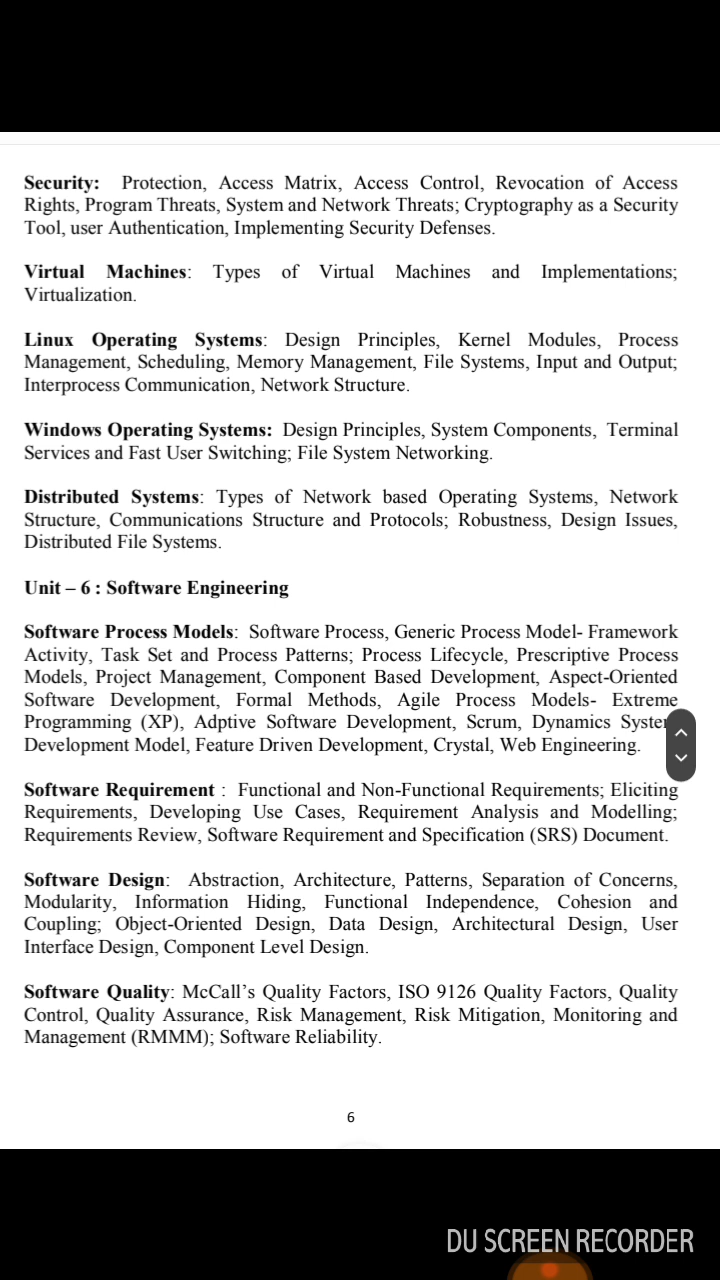 Security: Protection, Access Matrix, Access Control, Revocation of Access
Rights, Program Threats, System and Network Threats; Cryptography as a Security
Tool, user Authentication, Implementing Security Defenses.
Virtual Machines: Types of Virtual Machines and Implementations;
Virtualization.
Linux Operating Systems: Design Principles, Kernel Modules, Process
Management, Scheduling, Memory Management, File Systems, Input and Output;
Interprocess Communication, Network Structure.
Windows Operating Systems: Design Principles, System Components, Terminal
Services and Fast User Switching; File System Networking.
Distributed Systems: Types of Network based Operating Systems, Network
Structure, Communications Structure and Protocols; Robustness, Design Issues,
Distributed File Systems.
Unit – 6 : Software Engineering
Software Process Models: Software Process, Generic Process Model- Framework
Activity, Task Set and Process Patterns; Process Lifecycle, Prescriptive Process
Models, Project Management, Component Based Development, Aspect-Oriented
Software Development, Formal Methods, Agile Process Models- Extreme
Programming (XP), Adptive Software Development, Scrum, Dynamics System
Development Model, Feature Driven Development, Crystal, Web Engineering.
Software Requirement : Functional and Non-Functional Requirements; Eliciting
Requirements, Developing Use Cases, Requirement Analysis and Modelling;
Requirements Review, Software Requirement and Specification (SRS) Document.
Software Design: Abstraction, Architecture, Patterns, Separation of Concerns,
Modularity, Information Hiding, Functional Independence, Cohesion and
Coupling; Object-Oriented Design, Data Design, Architectural Design, User
Interface Design, Component Level Design.
Software Quality: McCall's Quality Factors, ISO 9126 Quality Factors, Quality
Control, Quality Assurance, Risk Management, Risk Mitigation, Monitoring and
Management (RMMM); Software Reliability.
6
DU SCREEN RECORDER